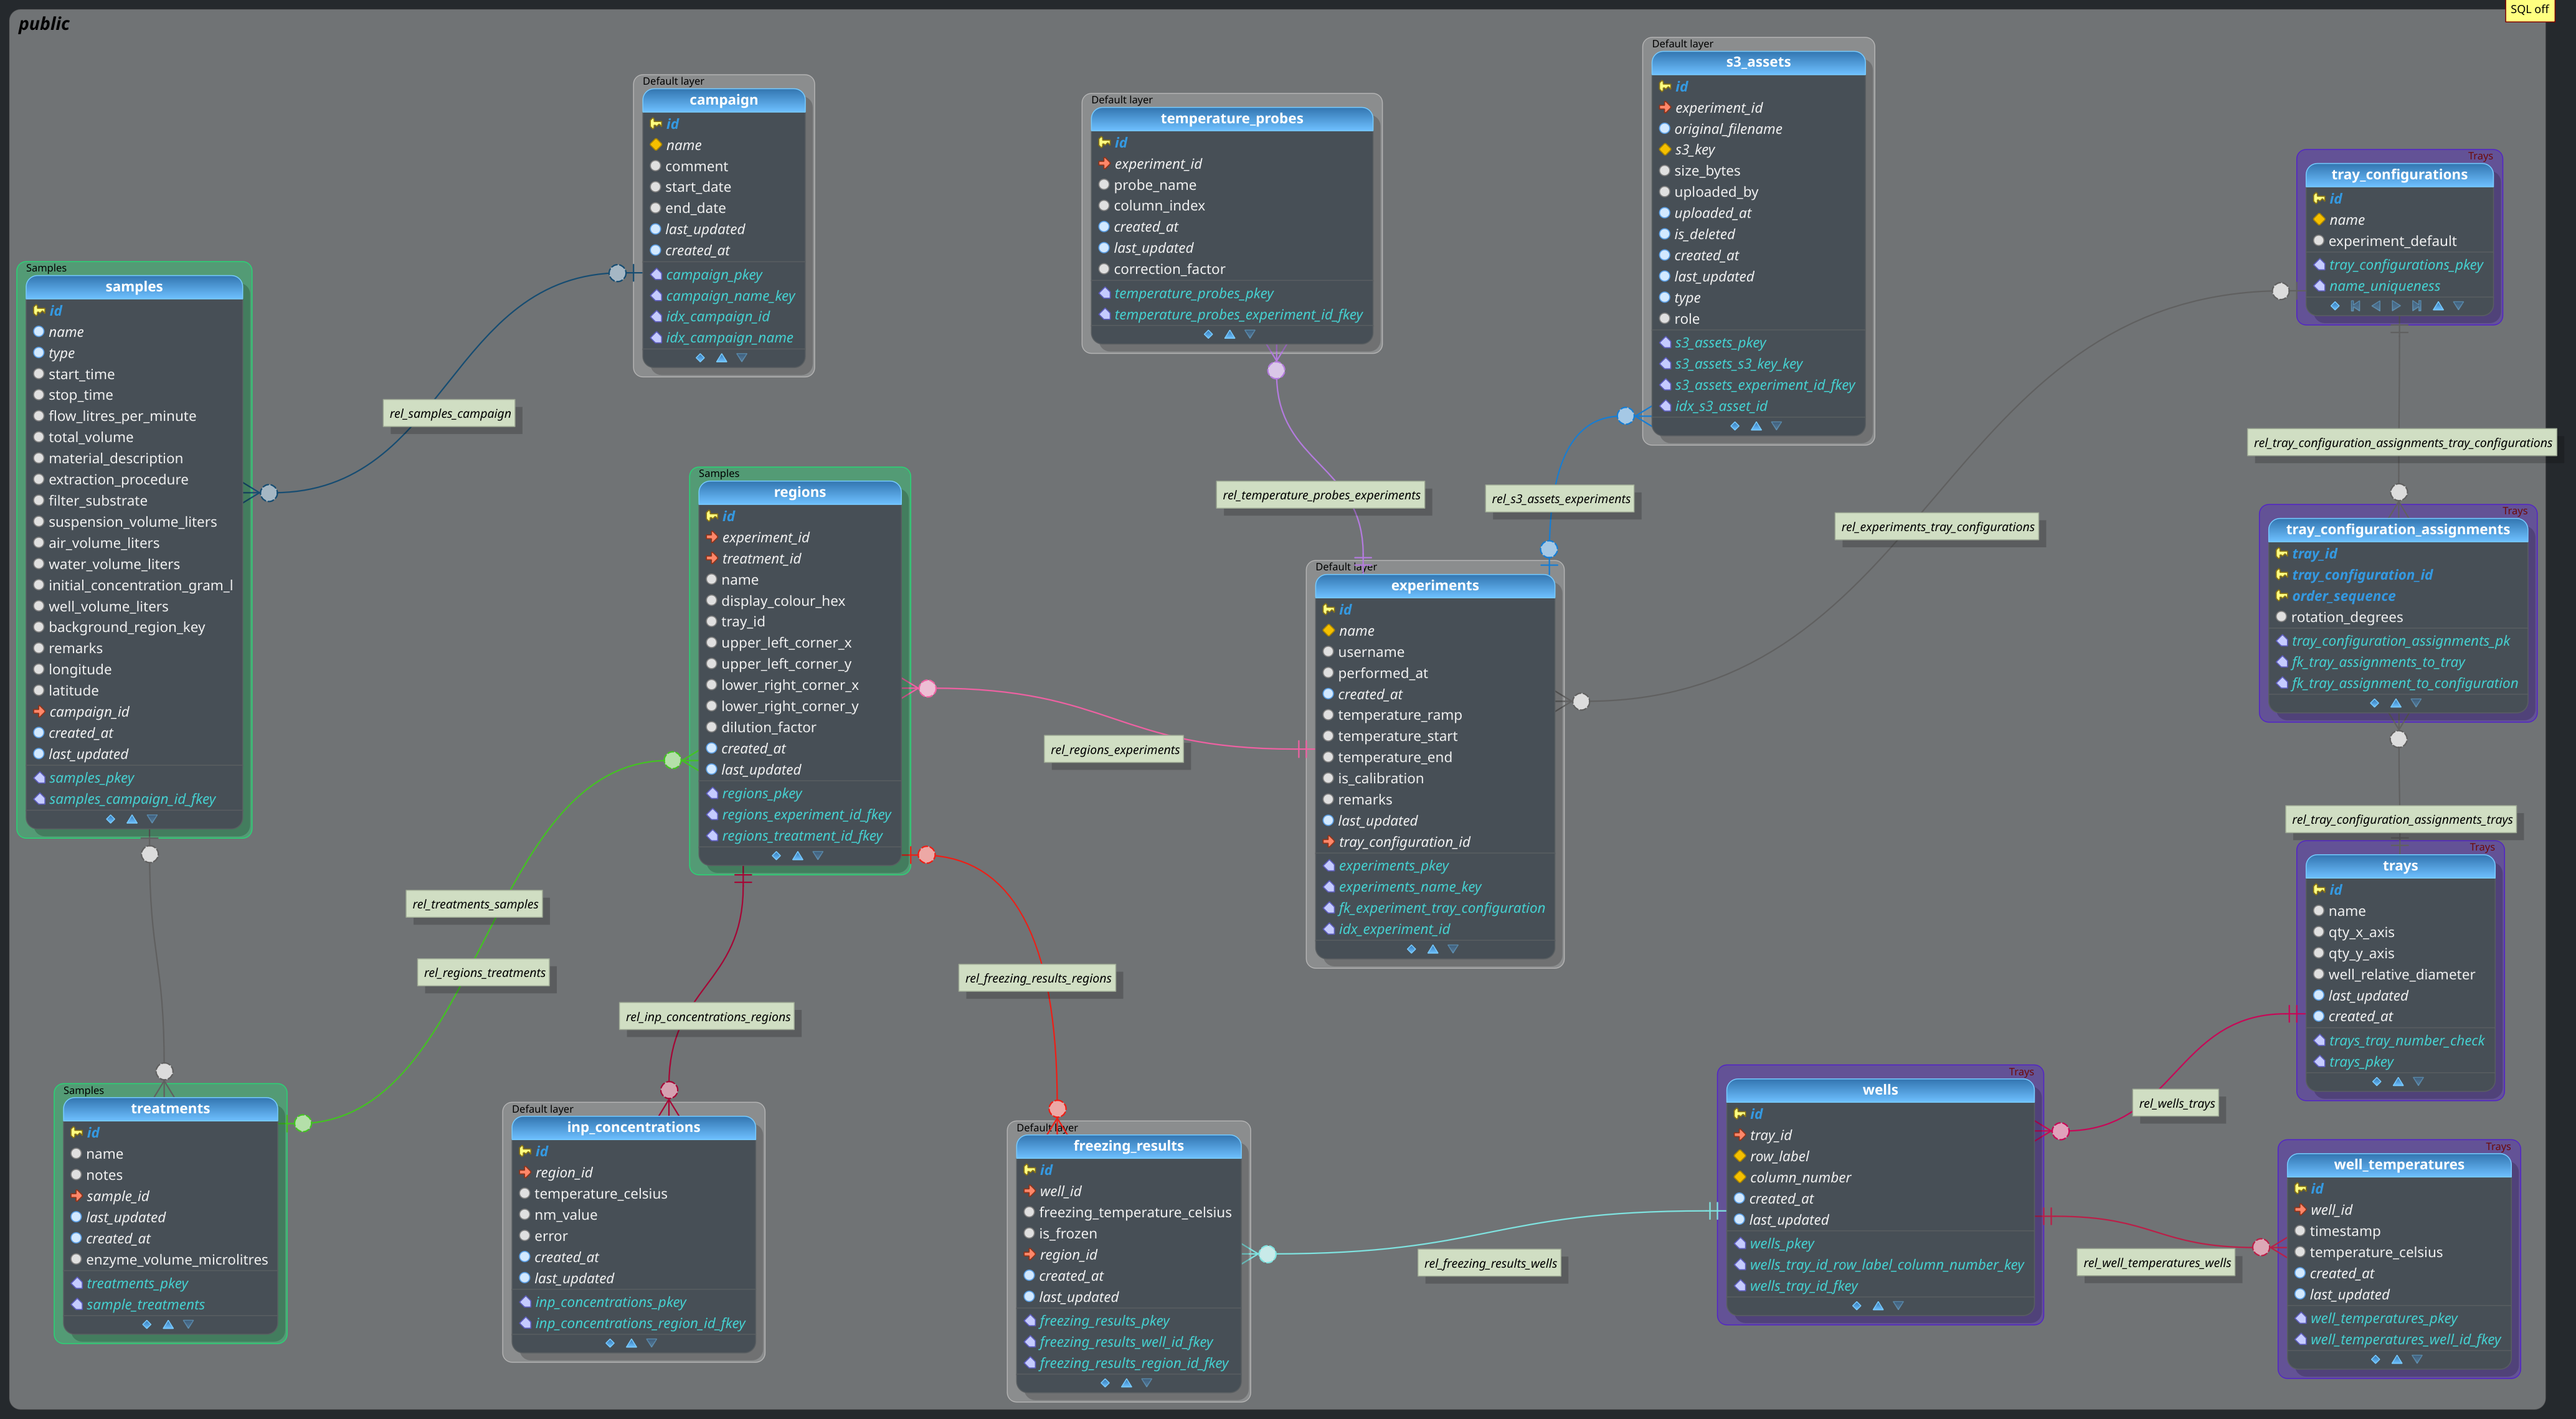 public
SQL off
Default layer
campaign
id
name
comment
start_date
end_date
last_updated
created_at
campaign_pkey
campaign_name_key
idx_campaign_id
idx_campaign_name
Default layer
temperature_probes
id
experiment_id
probe_name
column_index
created_at
last_updated
correction_factor
temperature_probes_pkey
temperature_probes_experiment_id_fkey
Default layer
s3_assets
id
experiment_id
original_filename
s3_key
size_bytes
uploaded_by
uploaded_at
is_deleted
created_at
last_updated
type
role
s3_assets_pkey
s3_assets_s3_key_key
s3_assets_experiment_id_fkey
idx_s3_asset_id
Trays
tray_configurations
id
name
experiment_default
tray_configurations_pkey
name_uniqueness
Samples
samples
id
name
type
start_time
stop_time
flow_litres_per_minute
total_volume
material_description
extraction_procedure
filter_substrate
suspension_volume_liters
air_volume_liters
water_volume_liters
initial_concentration_gram_l
well_volume_liters
background_region_key
remarks
longitude
latitude
campaign_id
created_at
last_updated
samples_pkey
samples_campaign_id_fkey
rel_samples_campaign
Samples
regions
id
experiment_id
treatment_id
name
display_colour_hex
tray_id
upper_left_corner_x
upper_left_corner_y
lower_right_corner_x
lower_right_corner_y
dilution_factor
created_at
last_updated
regions_pkey
regions_experiment_id_fkey
regions_treatment_id_fkey
rel_temperature_probes_experiments
rel_s3_assets_experiments
rel_experiments_tray_configurations
rel_tray_configuration_assignments_tray_configurations
Default layer
experiments
id
name
username
performed_at
created_at
temperature_ramp
temperature_start
temperature_end
is_calibration
remarks
last_updated
tray_configuration_id
experiments_pkey
experiments_name_key
fk_experiment_tray_configuration
idx_experiment_id
Trays
tray_configuration_assignments
tray_id
tray_configuration_id
order_sequence
rotation_degrees
tray_configuration_assignments_pk
fk_tray_assignments_to_tray
fk_tray_assignment_to_configuration
rel_regions_experiments
rel_tray_configuration_assignments_trays
Trays
trays
id
name
qty_x_axis
qty_y_axis
well_relative_diameter
last_updated
created_at
trays_tray_number_check
trays_pkey
rel_treatments_samples
rel_regions_treatments
rel_freezing_results_regions
rel_inp_concentrations_regions
Samples
treatments
id
name
notes
sample_id
last_updated
created_at
enzyme_volume_microlitres
treatments_pkey
sample_treatments
Default layer
inp_concentrations
id
region_id
temperature_celsius
nm_value
error
created_at
last_updated
inp_concentrations_pkey
inp_concentrations_region_id_fkey
Default layer
freezing_results
id
well_id
freezing_temperature_celsius
is_frozen
region_id
created_at
last_updated
freezing_results_pkey
freezing_results_well_id_fkey
freezing_results_region_id_fkey
rel_freezing_results_wells
Trays
wells
id
tray_id
row_label
column_number
created_at
last_updated
wells_pkey
wells_tray_id_row_label_column_number_key
wells_tray_id_fkey
rel_wells_trays
rel_well_temperatures_wells
Trays
well_temperatures
id
well_id
timestamp
temperature_celsius
created_at
last_updated
well_temperatures_pkey
well_temperatures_well_id_fkey